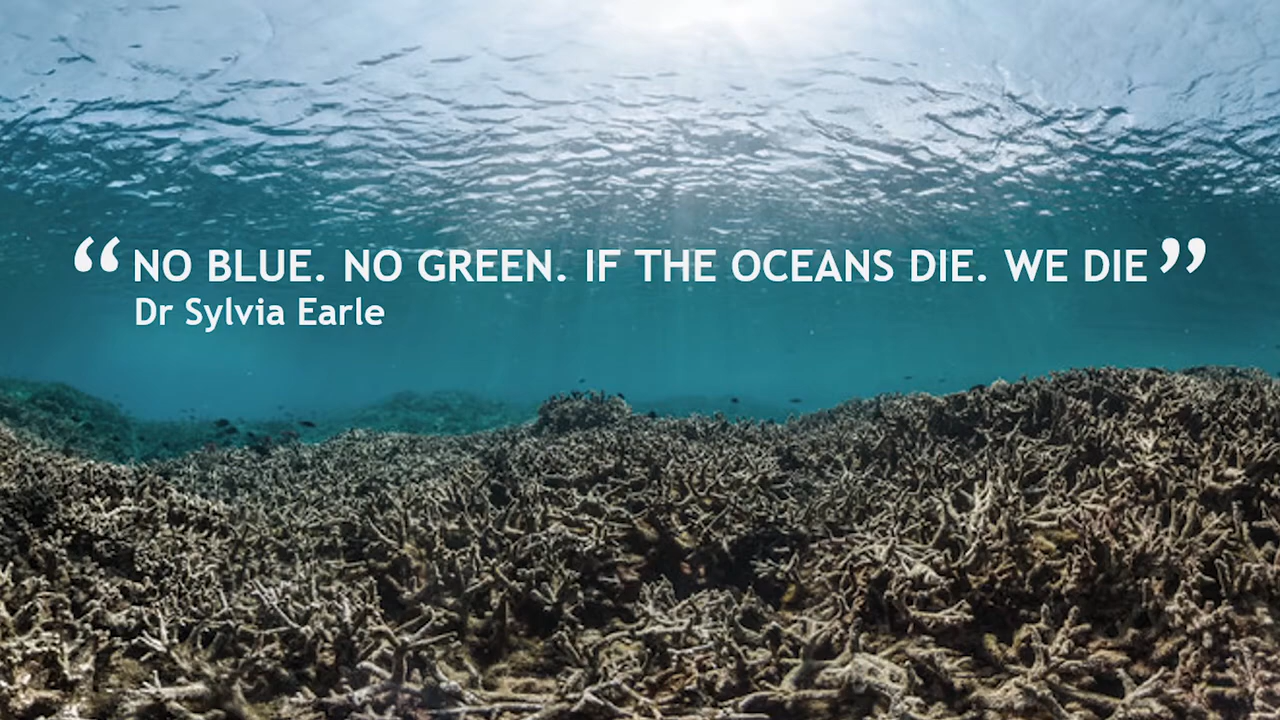 “NO BLUE. NO GREEN. IF THE OCEANS DIE. WE DIE”
Dr Sylvia Earle